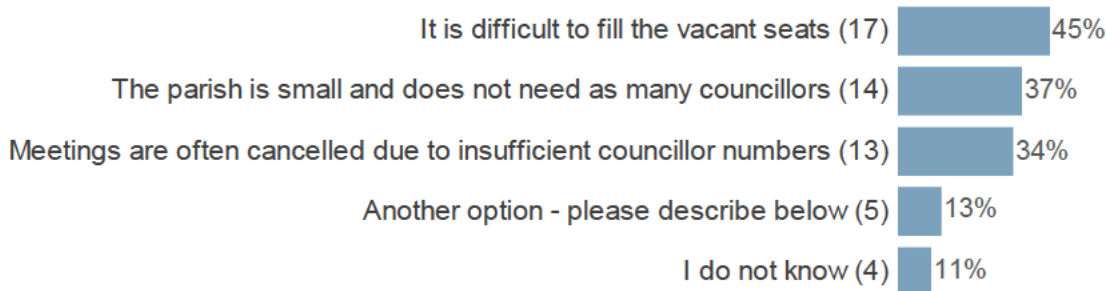 It is difficult to fill the vacant seats (17) 45%
The parish is small and does not need as many councillors (14) 37%
Meetings are often cancelled due to insufficient councillor numbers (13) 34%
Another option - please describe below (5) 13%
I do not know (4) 11%